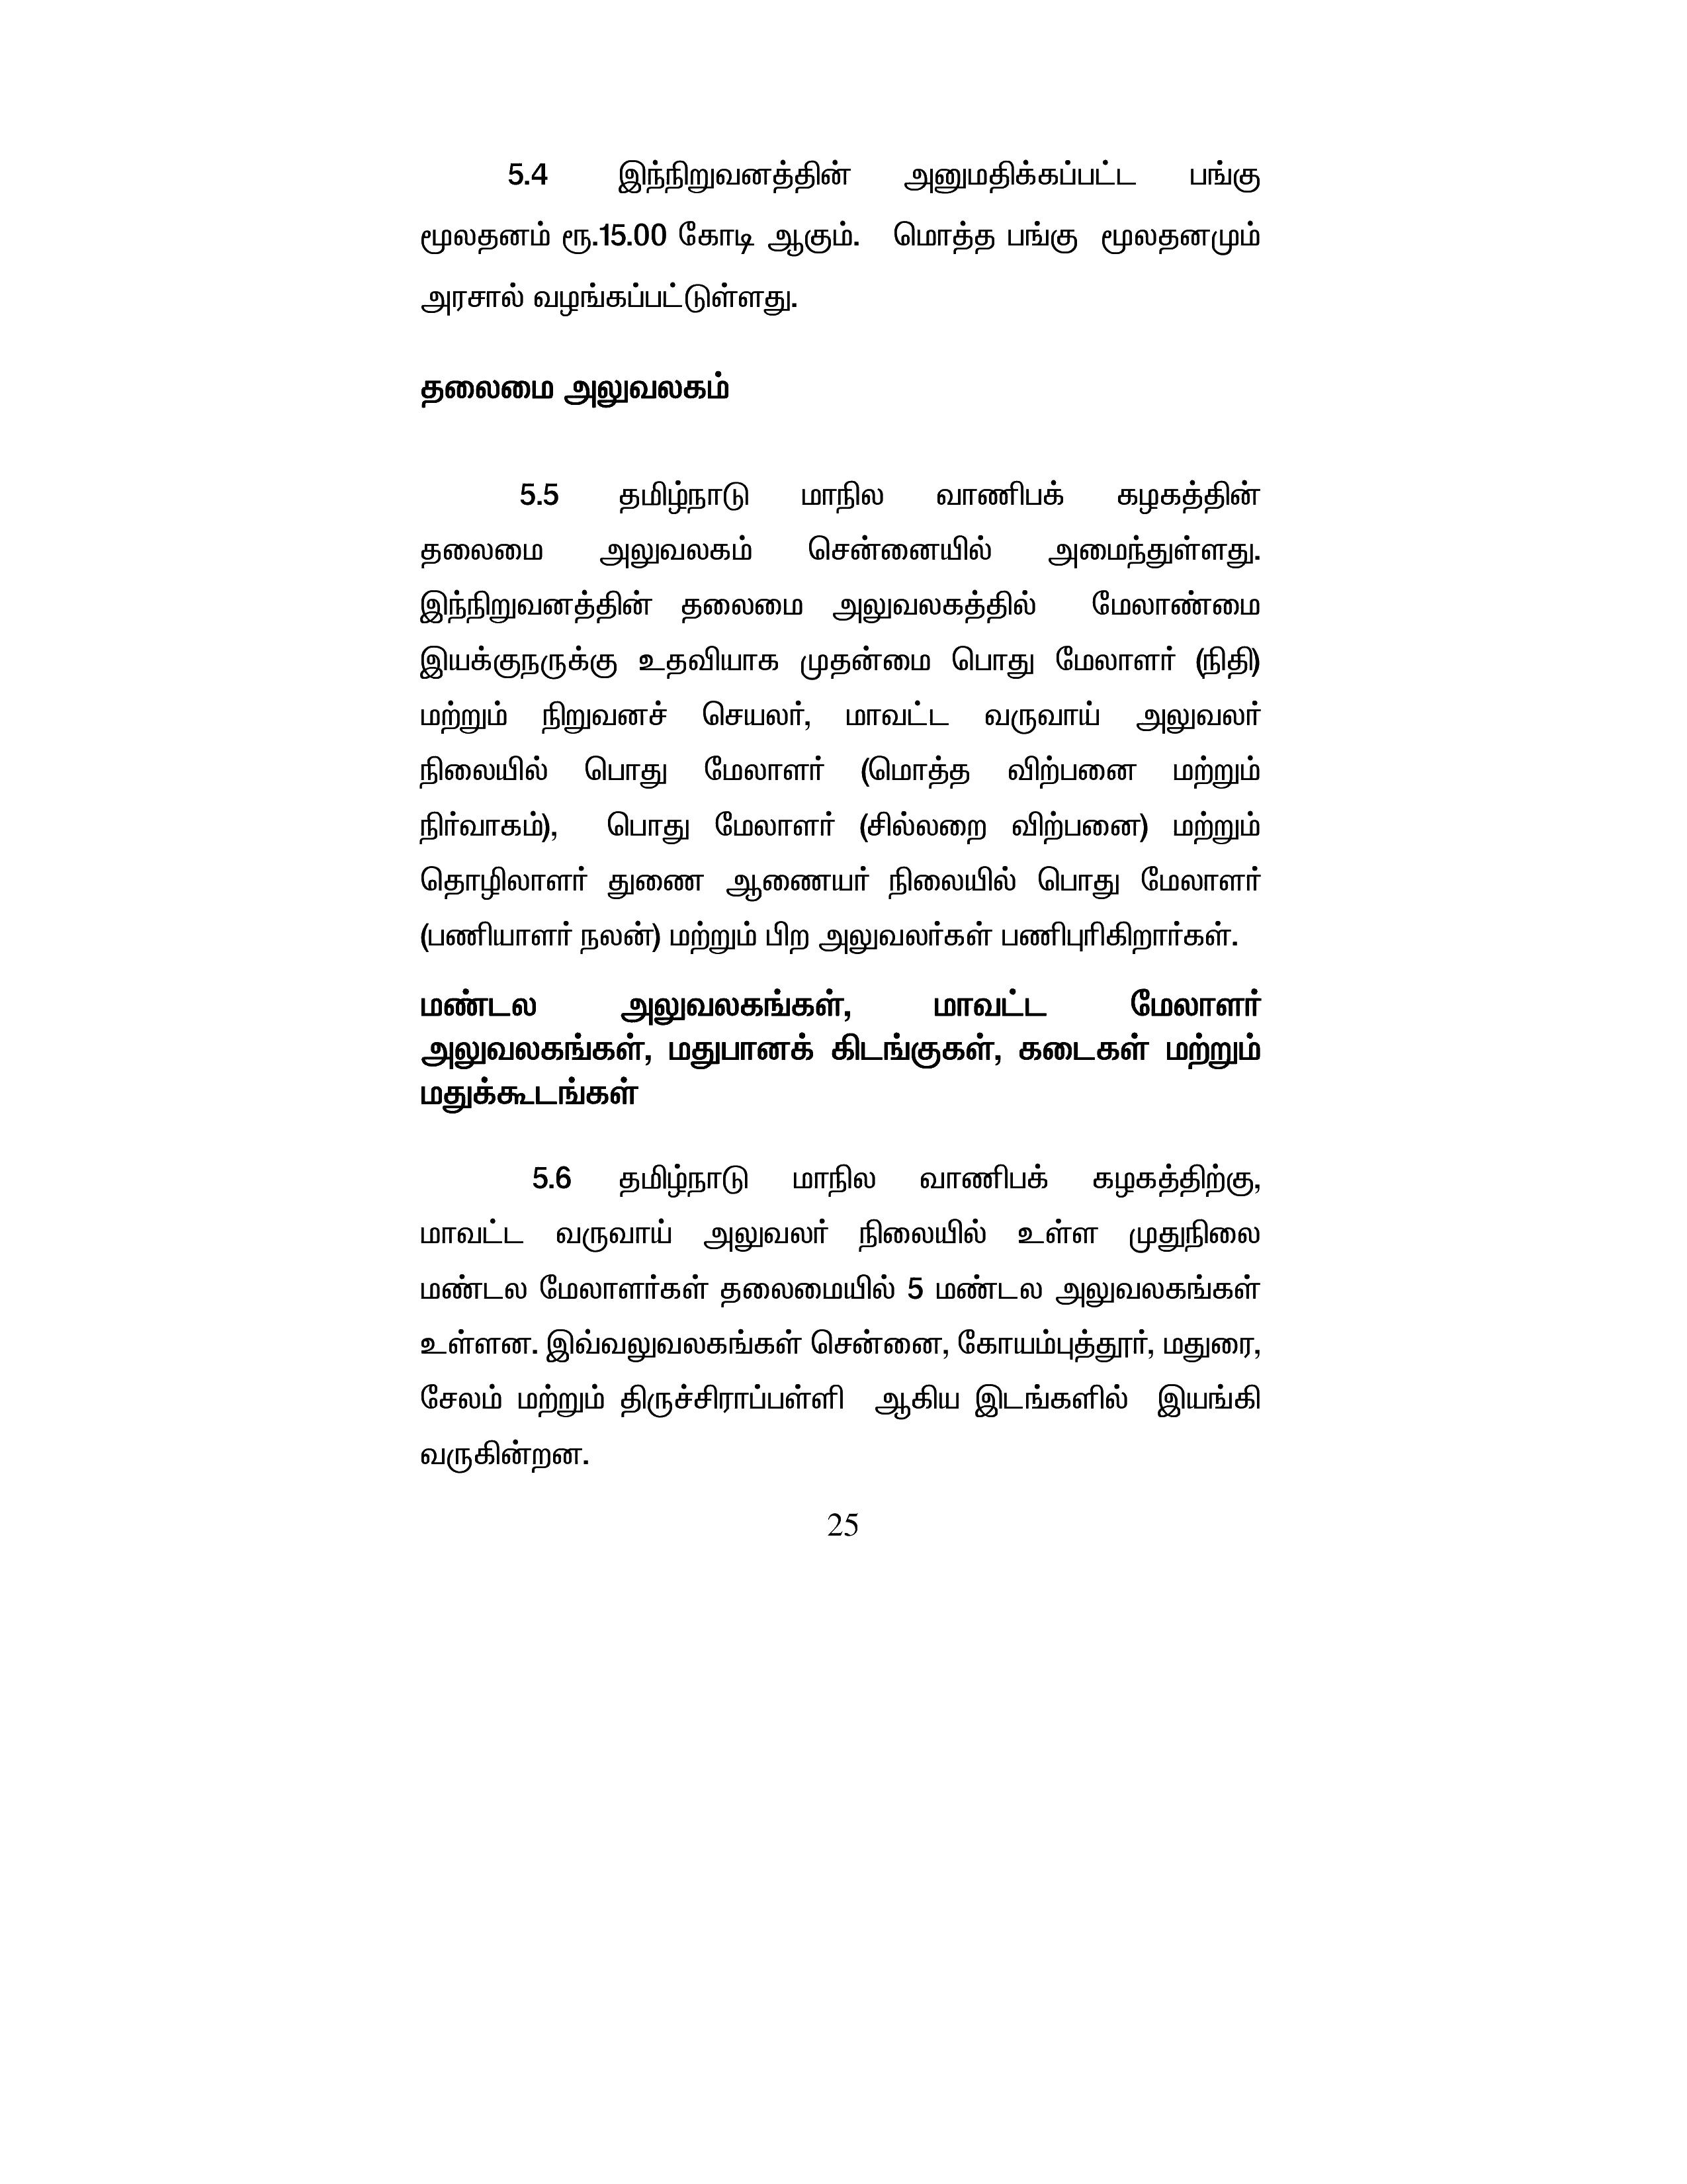 5.4 இந்நிறுவனத்தின் அனுமதிக்கப்பட்ட பங்கு
மூலதனம் ரூ.15.00 கோடி ஆகும். மொத்த பங்கு மூலதனமும்
அரசால் வழங்கப்பட்டுள்ளது.
தலைமை அலுவலகம்
5.5 தமிழ்நாடு மாநில வாணிபக் கழகத்தின்
தலைமை அலுவலகம் சென்னையில் அமைந்துள்ளது.
இந்நிறுவனத்தின் தலைமை அலுவலகத்தில் மேலாண்மை
இயக்குநருக்கு உதவியாக முதன்மை பொது மேலாளர் (நிதி)
மற்றும் நிறுவனச் செயலர், மாவட்ட வருவாய் அலுவலர்
நிலையில் பொது மேலாளர் (மொத்த விற்பனை மற்றும்
நிர்வாகம்), பொது மேலாளர் (சில்லறை விற்பனை) மற்றும்
தொழிலாளர் துணை ஆணையர் நிலையில் பொது மேலாளர்
(பணியாளர் நலன்) மற்றும் பிற அலுவலர்கள் பணிபுரிகிறார்கள்.
மண்டல அலுவலகங்கள், மாவட்ட மேலாளர்
அலுவலகங்கள், மதுபானக் கிடங்குகள், கடைகள் மற்றும்
மதுக்கூடங்கள்
5.6 தமிழ்நாடு மாநில வாணிபக் கழகத்திற்கு,
மாவட்ட வருவாய் அலுவலர் நிலையில் உள்ள முதுநிலை
மண்டல மேலாளர்கள் தலைமையில் 5 மண்டல அலுவலகங்கள்
உள்ளன. இவ்வலுவலகங்கள் சென்னை, கோயம்புத்தூர், மதுரை,
சேலம் மற்றும் திருச்சிராப்பள்ளி ஆகிய இடங்களில் இயங்கி
வருகின்றன.
25